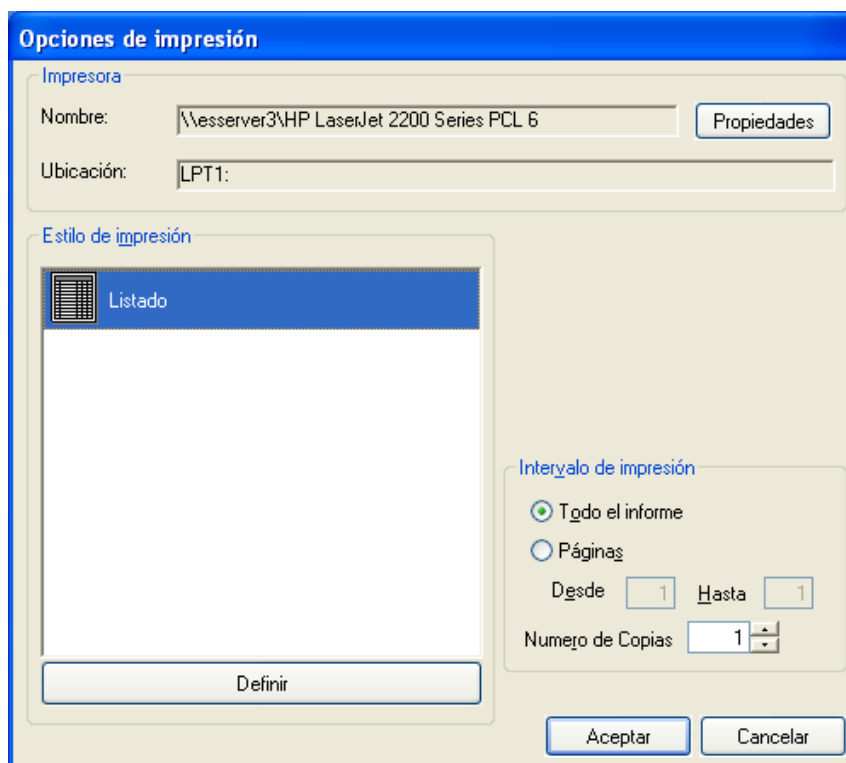 Opciones de impresión
Impresora
Nombre: \\esserver3\HP LaserJet 2200 Series PCL 6 Propiedades
Ubicación: LPT1:
Estilo de impresión
Listado
Intervalo de impresión
Todo el informe
Páginas
Desde 1 Hasta 1
Numero de Copias 1
Definir
Aceptar Cancelar